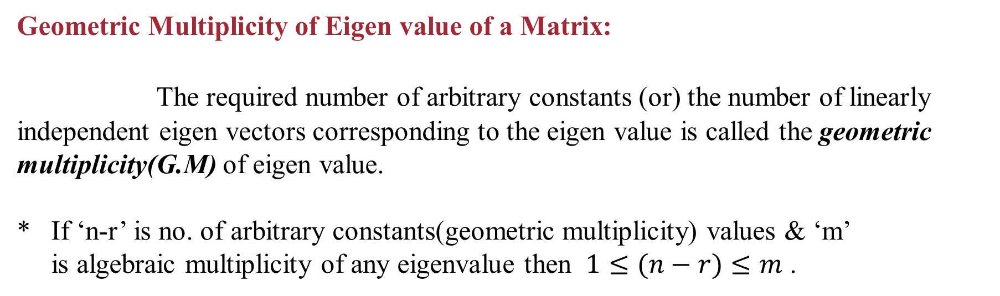 Geometric Multiplicity of Eigen value of a Matrix:
The required number of arbitrary constants (or) the number of linearly
independent eigen vectors corresponding to the eigen value is called the geometric
multiplicity(G.M) of eigen value.
* If ‘n-r’ is no. of arbitrary constants(geometric multiplicity) values & ‘m’
is algebraic multiplicity of any eigenvalue then 1 ≤ (n − r) ≤ m .